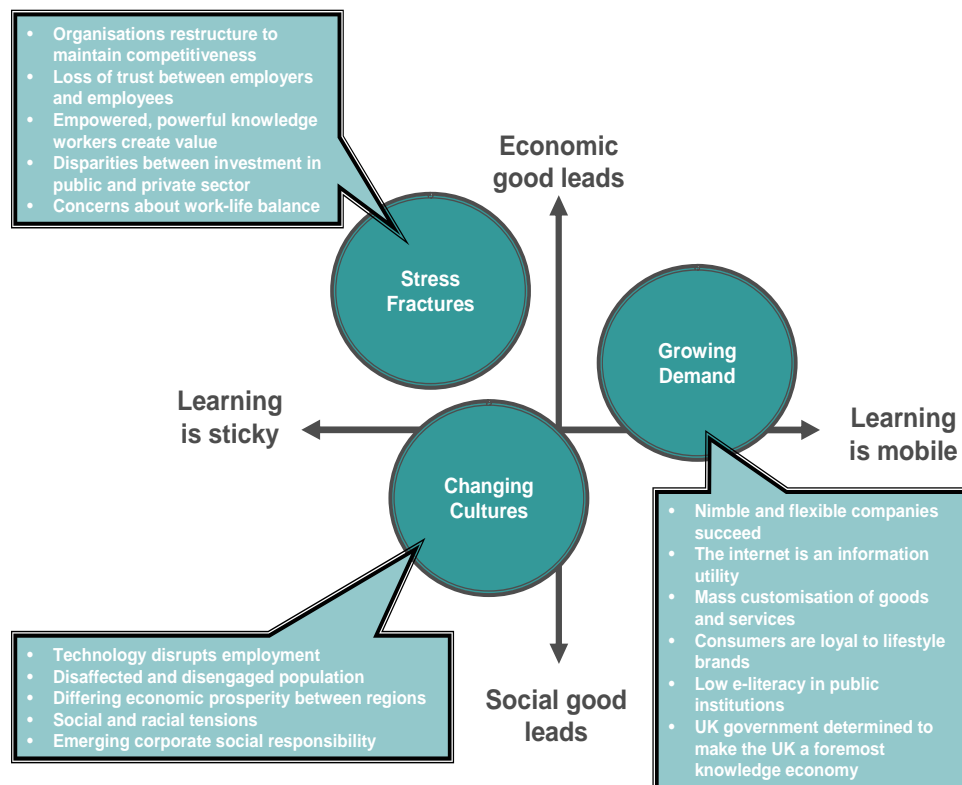 • Organisations restructure to
maintain competitiveness
• Loss of trust between employers
and employees
• Empowered, powerful knowledge
workers create value
• Disparities between investment in
public and private sector
• Concerns about work-life balance
Economic
good leads
Stress
Fractures
Growing
Demand
Learning
is sticky
Learning
is mobile
Changing
Cultures
• Nimble and flexible companies
succeed
• The internet is an information
utility
• Mass customisation of goods
and services
• Consumers are loyal to lifestyle
brands
• Low e-literacy in public
institutions
• UK government determined to
make the UK a foremost
knowledge economy
• Technology disrupts employment
• Disaffected and disengaged population
• Differing economic prosperity between regions
• Social and racial tensions
• Emerging corporate social responsibility
Social good
leads